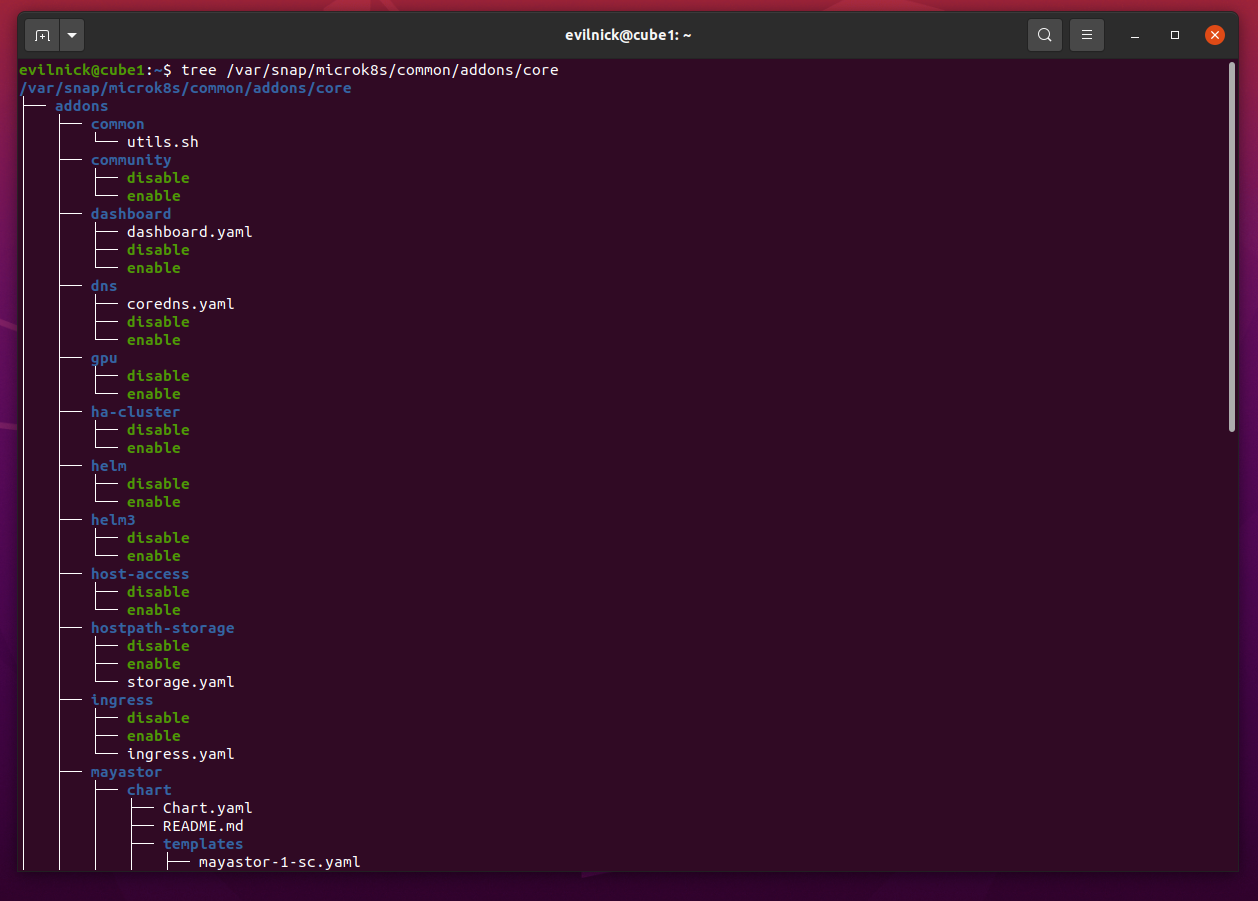 evilnick@cube1: ~
evilnick@cube1:~$ tree /var/snap/microk8s/common/addons/core
/var/snap/microk8s/common/addons/core
├── addons
│   ├── common
│   │   └── utils.sh
│   ├── community
│   │   ├── disable
│   │   └── enable
│   ├── dashboard
│   │   ├── dashboard.yaml
│   │   ├── disable
│   │   └── enable
│   ├── dns
│   │   ├── coredns.yaml
│   │   ├── disable
│   │   └── enable
│   ├── gpu
│   │   ├── disable
│   │   └── enable
│   ├── ha-cluster
│   │   ├── disable
│   │   └── enable
│   ├── helm
│   │   ├── disable
│   │   └── enable
│   ├── helm3
│   │   ├── disable
│   │   └── enable
│   ├── host-access
│   │   ├── disable
│   │   └── enable
│   ├── hostpath-storage
│   │   ├── disable
│   │   ├── enable
│   │   └── storage.yaml
│   ├── ingress
│   │   ├── disable
│   │   ├── enable
│   │   └── ingress.yaml
│   ├── mayastor
│   │   ├── chart
│   │   │   ├── Chart.yaml
│   │   │   ├── README.md
│   │   │   ├── templates
│   │   │   │   ├── mayastor-1-sc.yaml